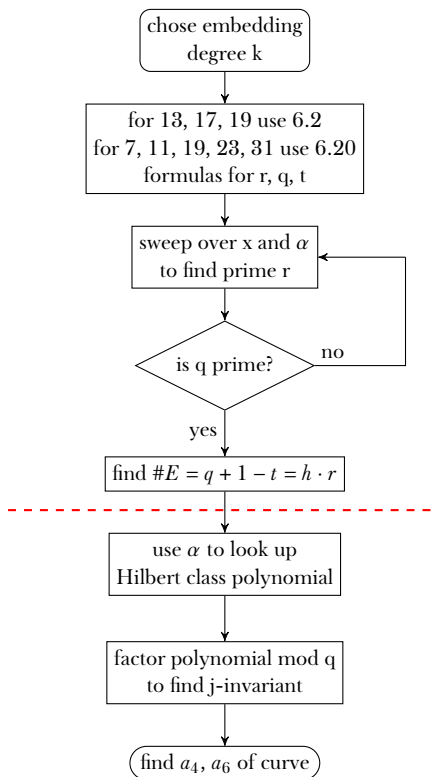 chose embedding
degree k
for 13, 17, 19 use 6.2
for 7, 11, 19, 23, 31 use 6.20
formulas for r, q, t
sweep over x and α
to find prime r
is q prime?
no
yes
find #E = q + 1 − t = h · r
use α to look up
Hilbert class polynomial
factor polynomial mod q
to find j-invariant
find a₄, a₆ of curve